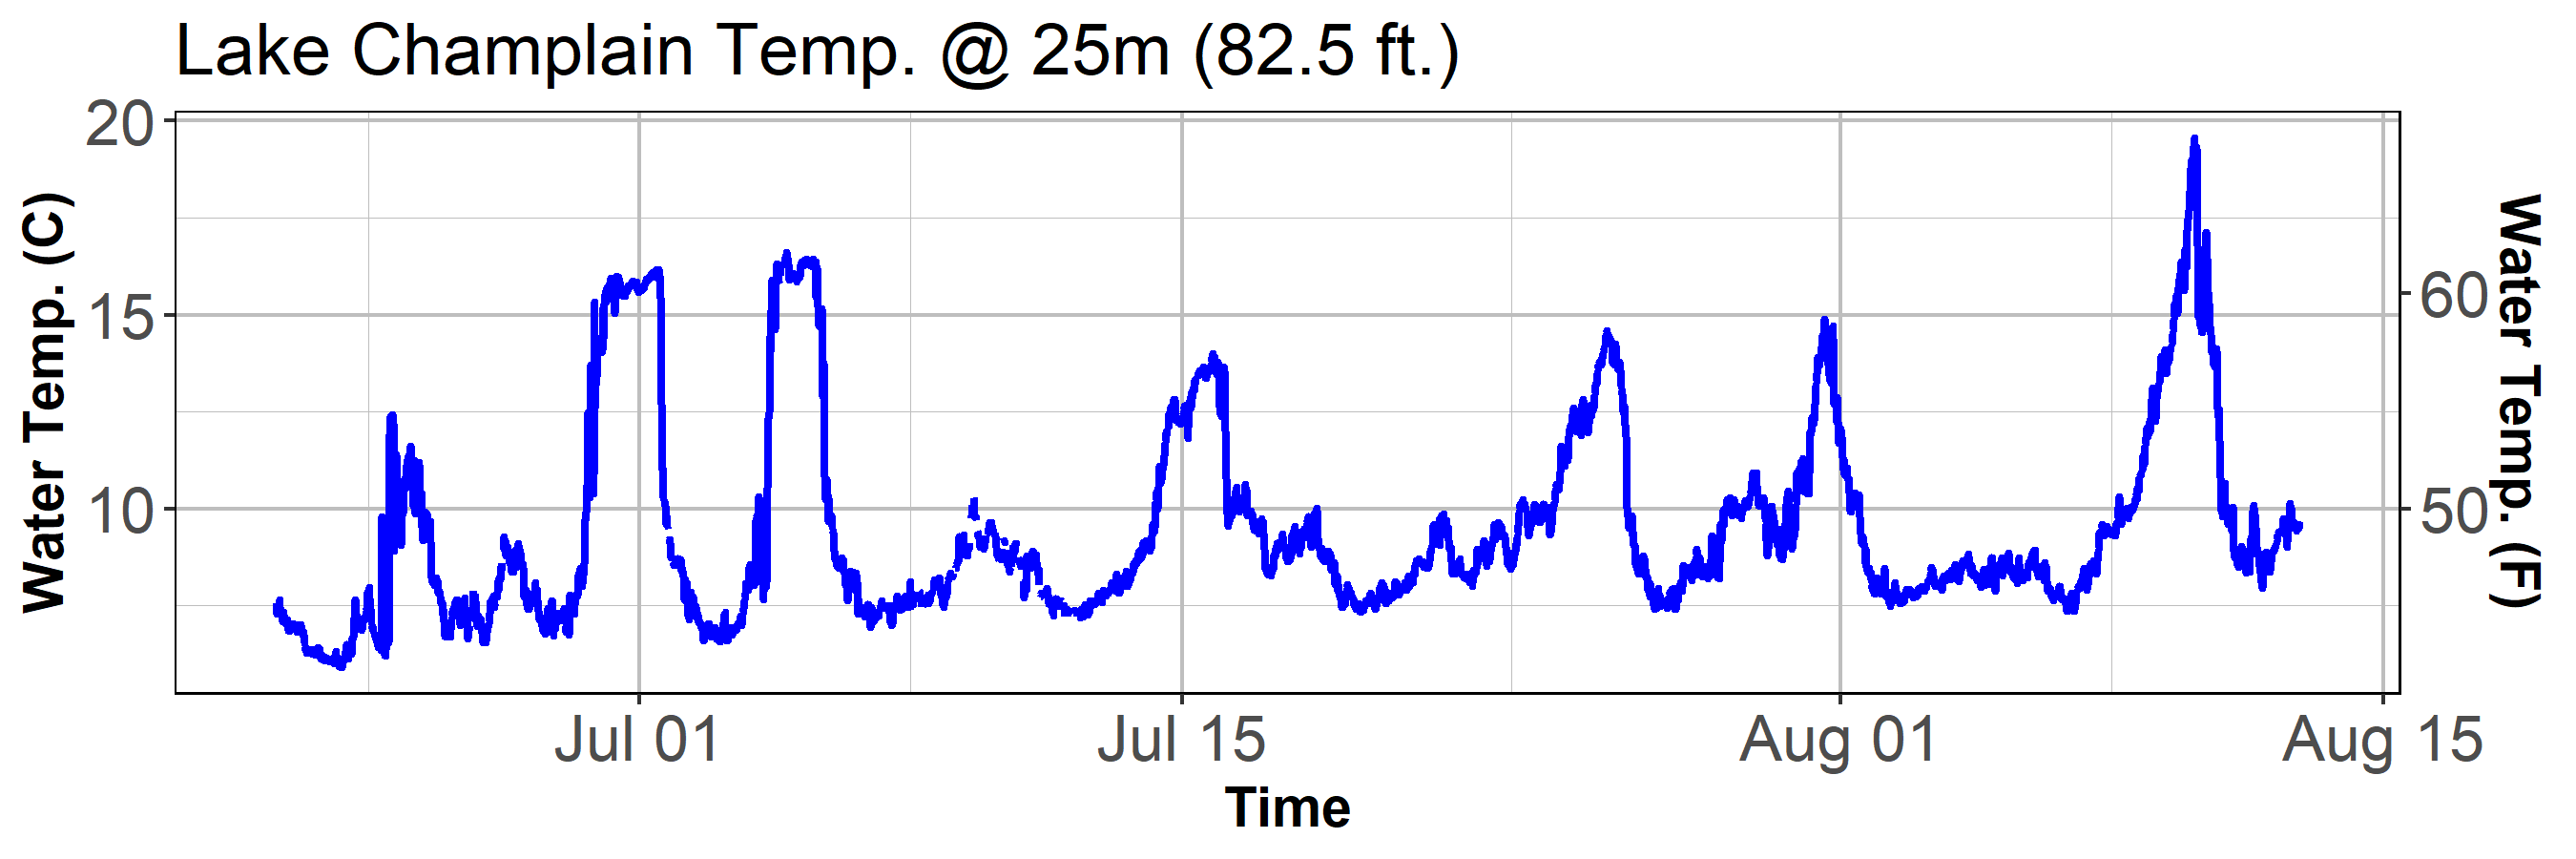 Lake Champlain Temp. @ 25m (82.5 ft.)
Water Temp. (C)
20
15
10
60
50
Water Temp. (F)
Jul 01
Jul 15
Aug 01
Aug 15
Time